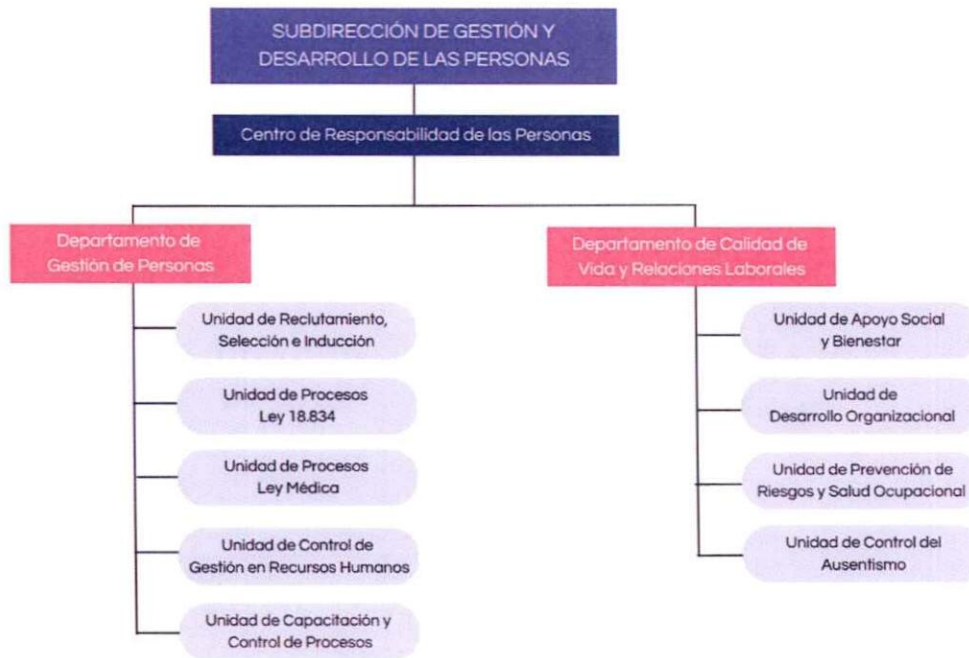 SUBDIRECCIÓN DE GESTIÓN Y
DESARROLLO DE LAS PERSONAS
Centro de Responsabilidad de las Personas
Departamento de
Gestión de Personas
Unidad de Reclutamiento,
Selección e Inducción
Unidad de Procesos
Ley 18.834
Unidad de Procesos
Ley Médica
Unidad de Control de
Gestión en Recursos Humanos
Unidad de Capacitación y
Control de Procesos
Departamento de Calidad de
Vida y Relaciones Laborales
Unidad de Apoyo Social
y Bienestar
Unidad de
Desarrollo Organizacional
Unidad de Prevención de
Riesgos y Salud Ocupacional
Unidad de Control del
Ausentismo